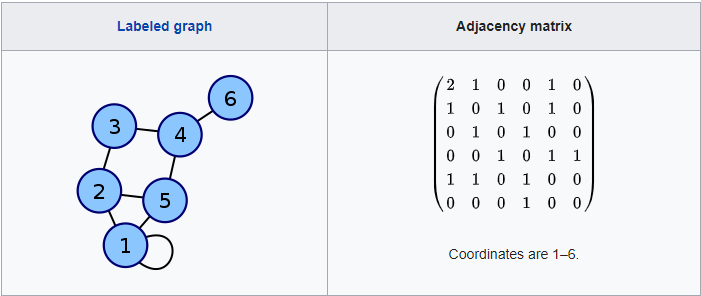 Labeled graph
Adjacency matrix
6
3
4
2
5
1
2 1 0 0 1 0
1 0 1 0 1 0
0 1 0 1 0 0
0 0 1 0 1 1
1 1 0 1 0 0
0 0 0 1 0 0
Coordinates are 1–6.